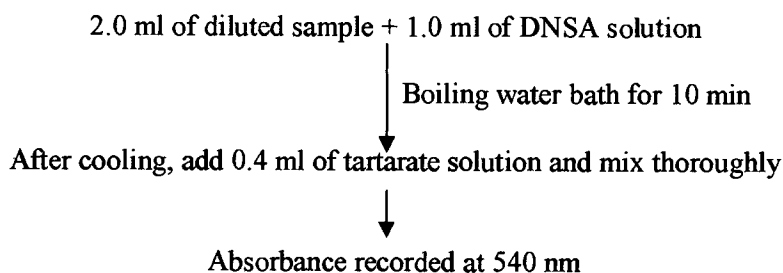 2.0 ml of diluted sample + 1.0 ml of DNSA solution
Boiling water bath for 10 min
After cooling, add 0.4 ml of tartarate solution and mix thoroughly
Absorbance recorded at 540 nm